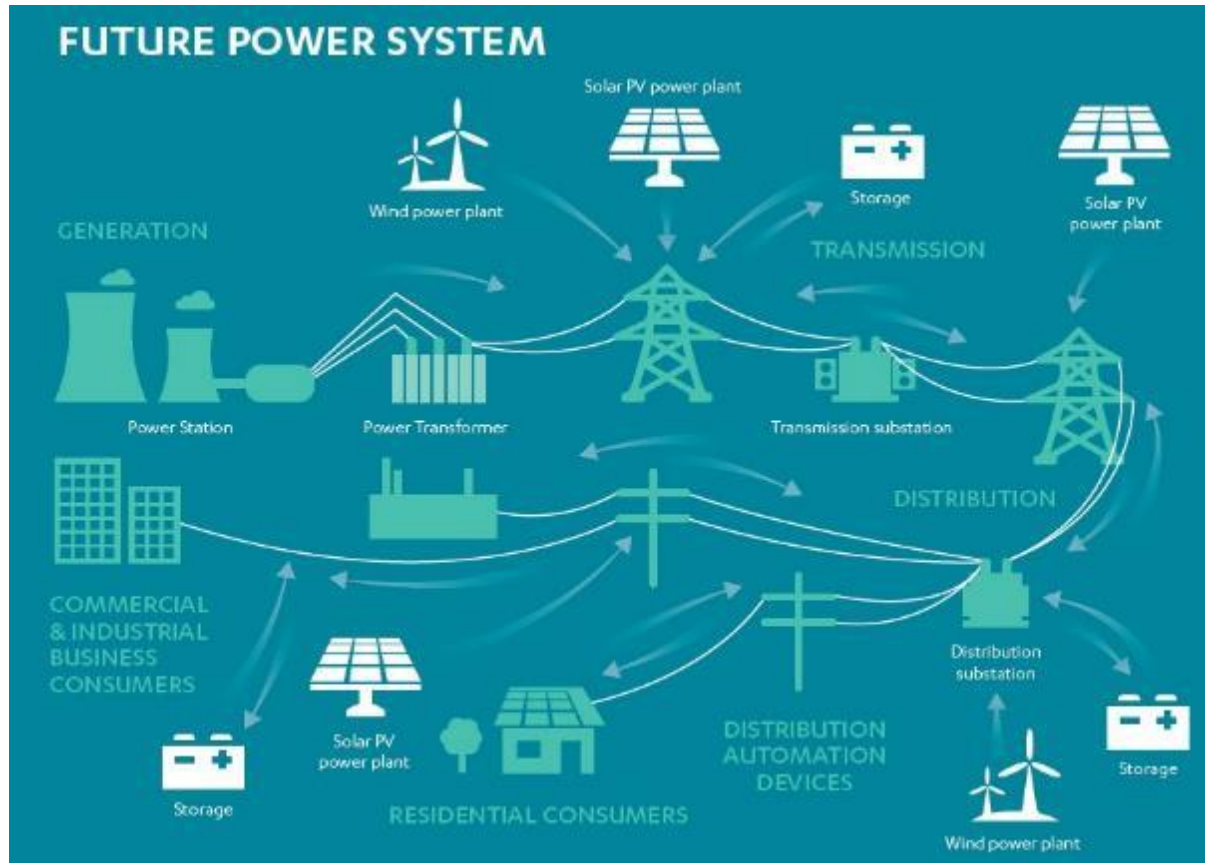 FUTURE POWER SYSTEM
Solar PV power plant
Wind power plant
Storage
Solar PV
power plant
GENERATION
TRANSMISSION
Power Station
Power Transformer
Transmission substation
DISTRIBUTION
COMMERCIAL
& INDUSTRIAL
BUSINESS
CONSUMERS
Distribution
substation
Solar PV
power plant
Storage
DISTRIBUTION
AUTOMATION
DEVICES
RESIDENTIAL CONSUMERS
Storage
Wind power plant